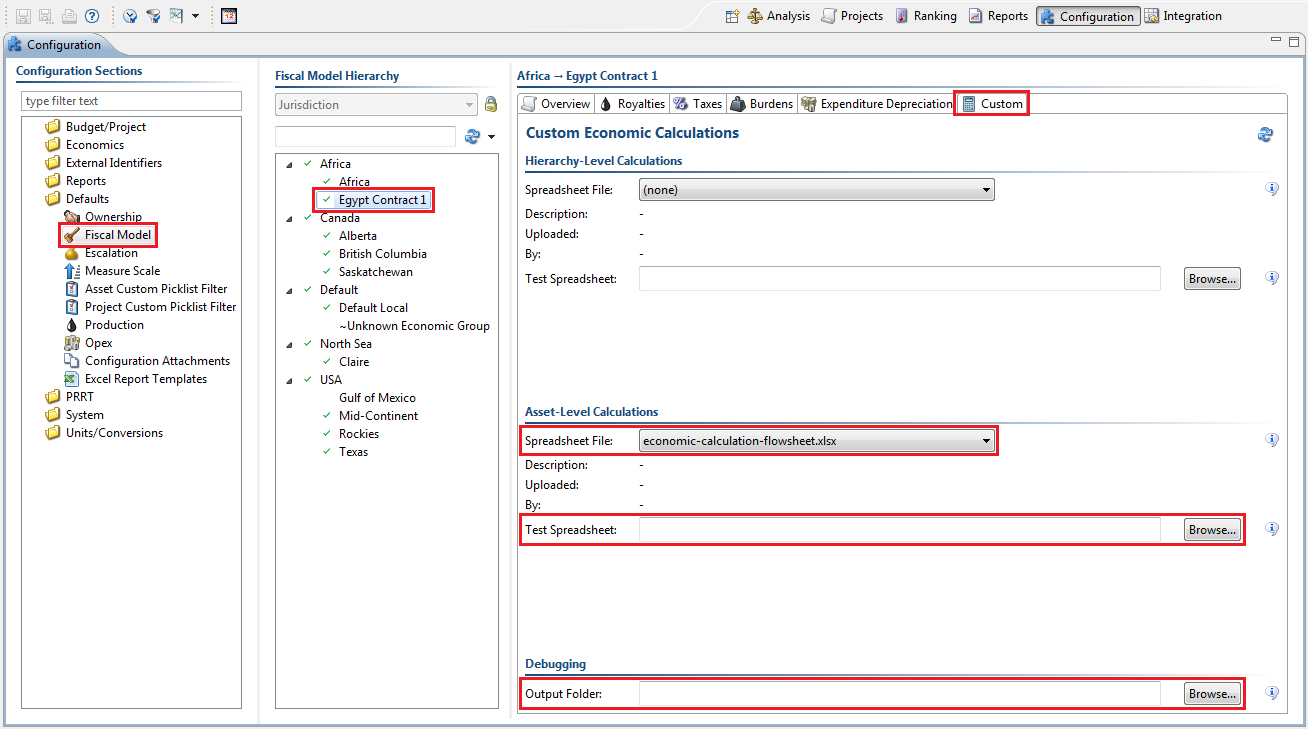 12 Analysis Projects Ranking Reports Configuration Integration
Configuration
Configuration Sections
type filter text
Budget/Project
Economics
External Identifiers
Reports
Defaults
Ownership
Fiscal Model
Escalation
Measure Scale
Asset Custom Picklist Filter
Project Custom Picklist Filter
Production
Opex
Configuration Attachments
Excel Report Templates
PRRT
System
Units/Conversions
Fiscal Model Hierarchy
Jurisdiction
Africa
Africa
Egypt Contract 1
Canada
Alberta
British Columbia
Saskatchewan
Default
Default Local
~Unknown Economic Group
North Sea
Claire
USA
Gulf of Mexico
Mid-Continent
Rockies
Texas
Africa → Egypt Contract 1
Overview Royalties Taxes Burdens Expenditure Depreciation Custom
Custom Economic Calculations
Hierarchy-Level Calculations
Spreadsheet File: (none)
Description: -
Uploaded: -
By: -
Test Spreadsheet: Browse...
Asset-Level Calculations
Spreadsheet File: economic-calculation-flowsheet.xlsx
Description: -
Uploaded: -
By: -
Test Spreadsheet: Browse...
Debugging
Output Folder: Browse...